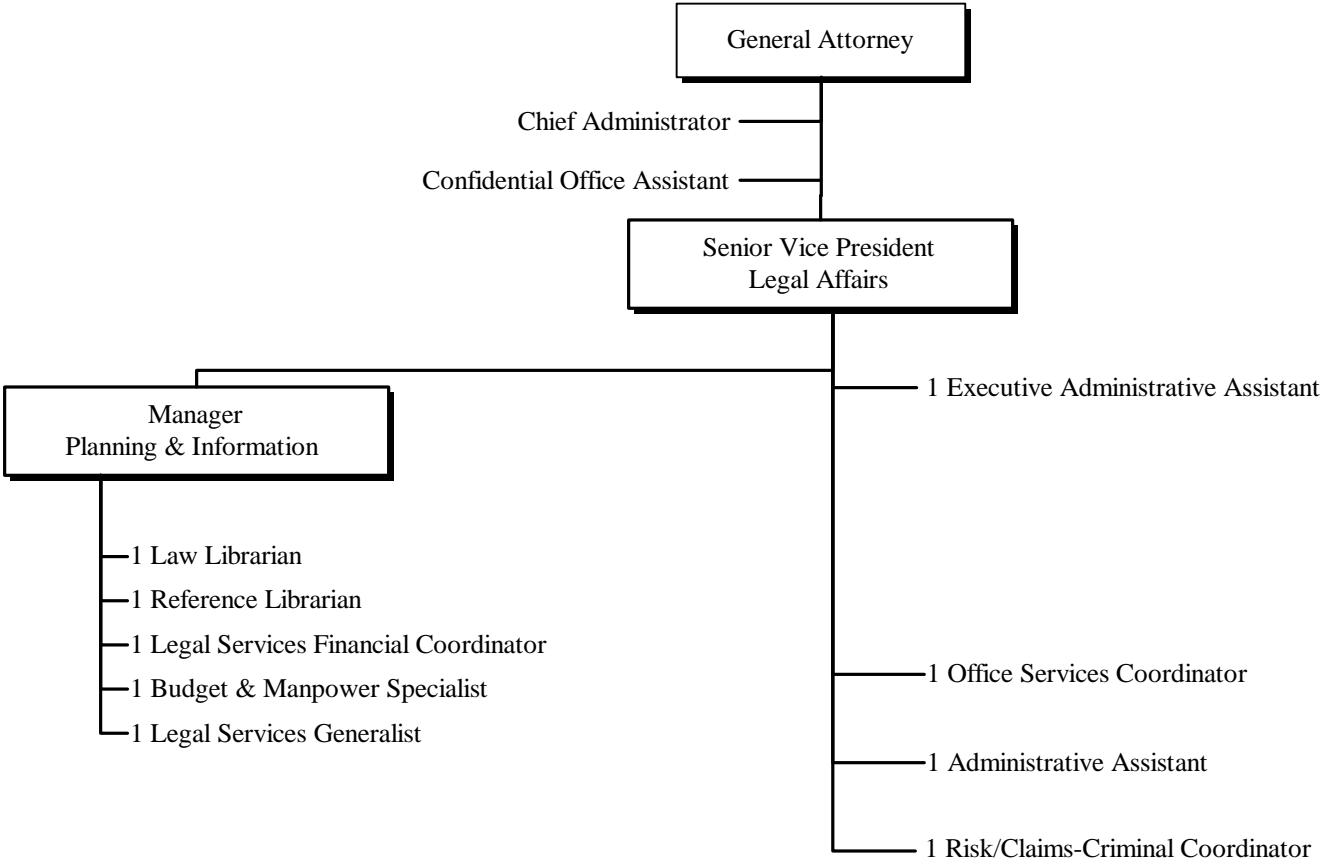 General Attorney
Chief Administrator
Confidential Office Assistant
Senior Vice President
Legal Affairs
Manager
Planning & Information
1 Law Librarian
1 Reference Librarian
1 Legal Services Financial Coordinator
1 Budget & Manpower Specialist
1 Legal Services Generalist
1 Executive Administrative Assistant
1 Office Services Coordinator
1 Administrative Assistant
1 Risk/Claims-Criminal Coordinator